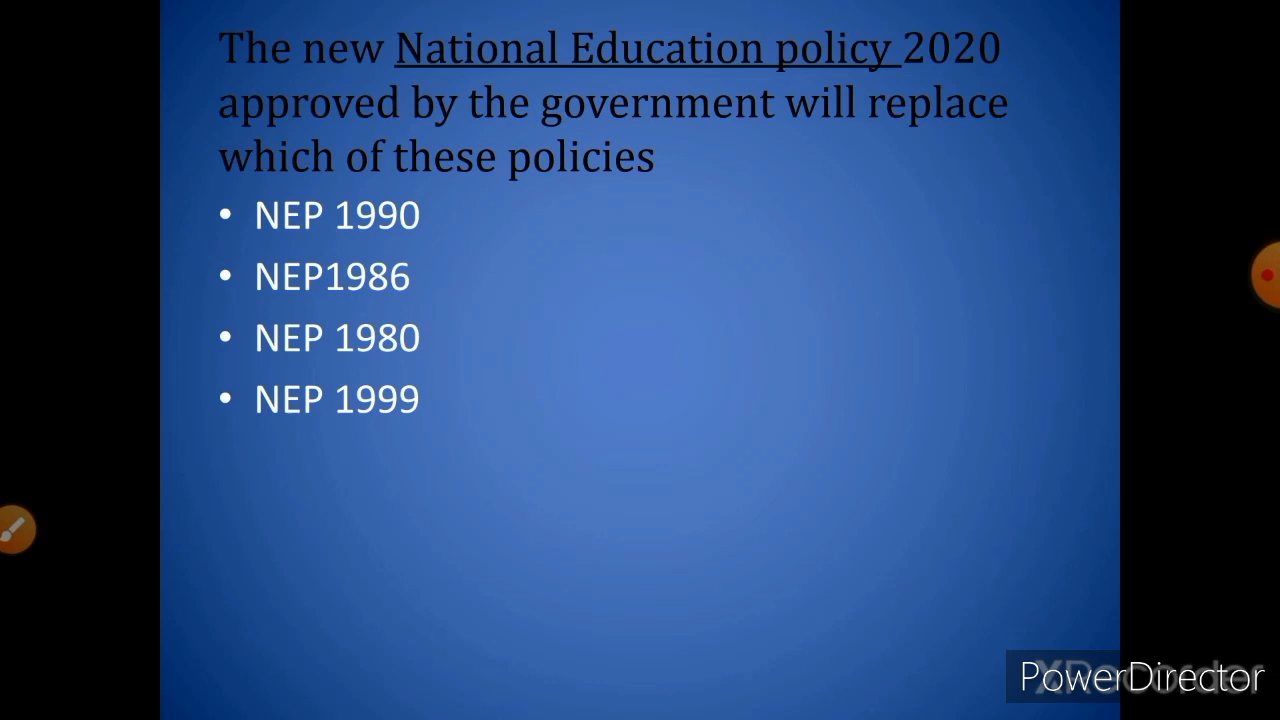 The new National Education policy 2020
approved by the government will replace
which of these policies
• NEP 1990
• NEP1986
• NEP 1980
• NEP 1999
XRecorder
PowerDirector